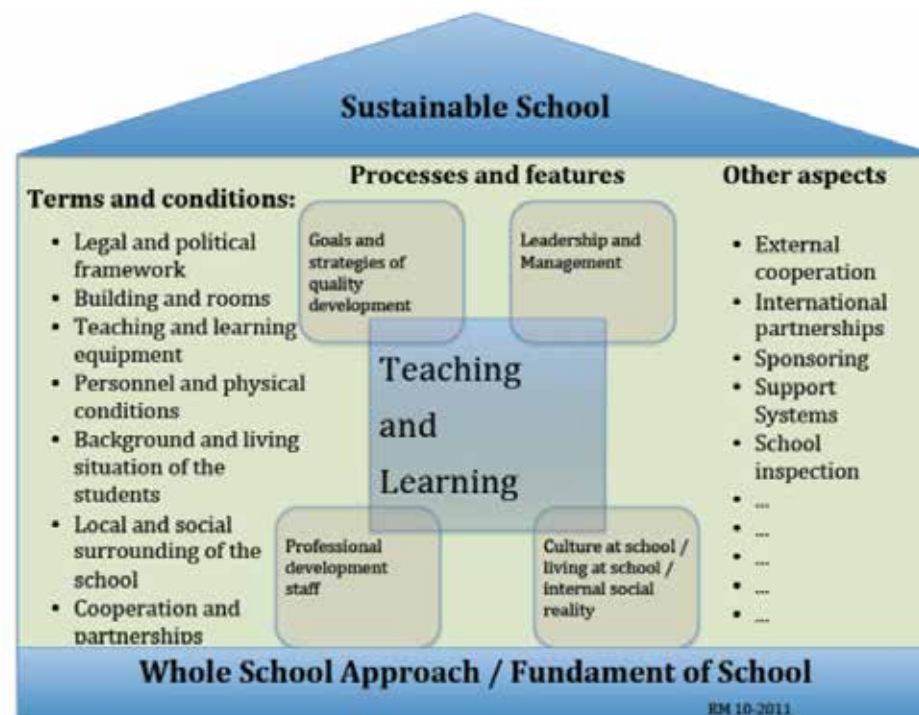 Sustainable School
Terms and conditions:
• Legal and political
framework
• Building and rooms
• Teaching and learning
equipment
• Personnel and physical
conditions
• Background and living
situation of the
students
• Local and social
surrounding of the
school
• Cooperation and
partnerships
Processes and features
Goals and
strategies of
quality
development
Leadership and
Management
Teaching
and
Learning
Professional
development
staff
Culture at school /
living at school /
internal social
reality
Other aspects
• External
cooperation
• International
partnerships
• Sponsoring
• Support
Systems
• School
inspection
• ...
• ...
• ...
• ...
• ...
Whole School Approach / Fundament of School
RM 10-2011